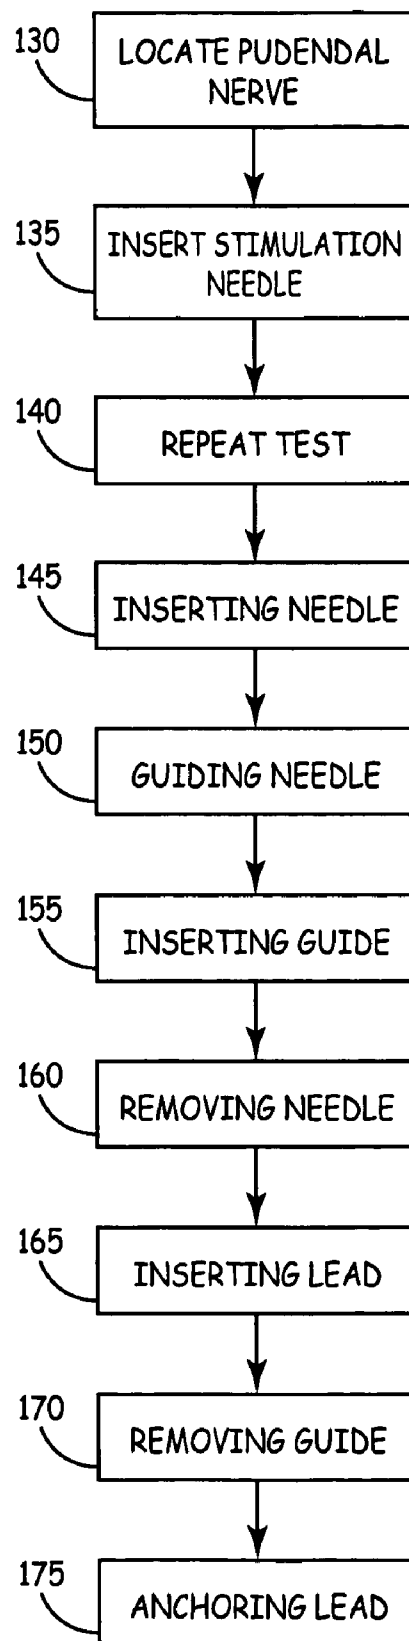 130
LOCATE PUDENDAL
NERVE
135
INSERT STIMULATION
NEEDLE
140
REPEAT TEST
145
INSERTING NEEDLE
150
GUIDING NEEDLE
155
INSERTING GUIDE
160
REMOVING NEEDLE
165
INSERTING LEAD
170
REMOVING GUIDE
175
ANCHORING LEAD